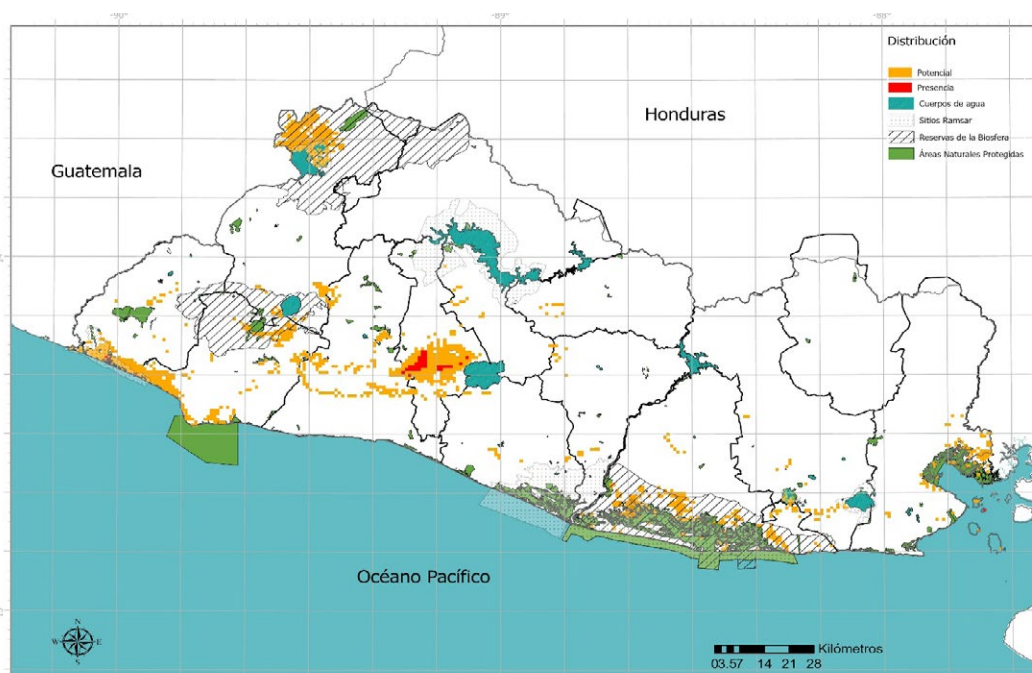 -90°
-89°
-88°
Distribución
Potencial
Presencia
Cuerpos de agua
Sitios Ramsar
Reservas de la Biosfera
Áreas Naturales Protegidas
Honduras
Guatemala
Océano Pacífico
N
W E
S
Kilómetros
03.57 14 21 28